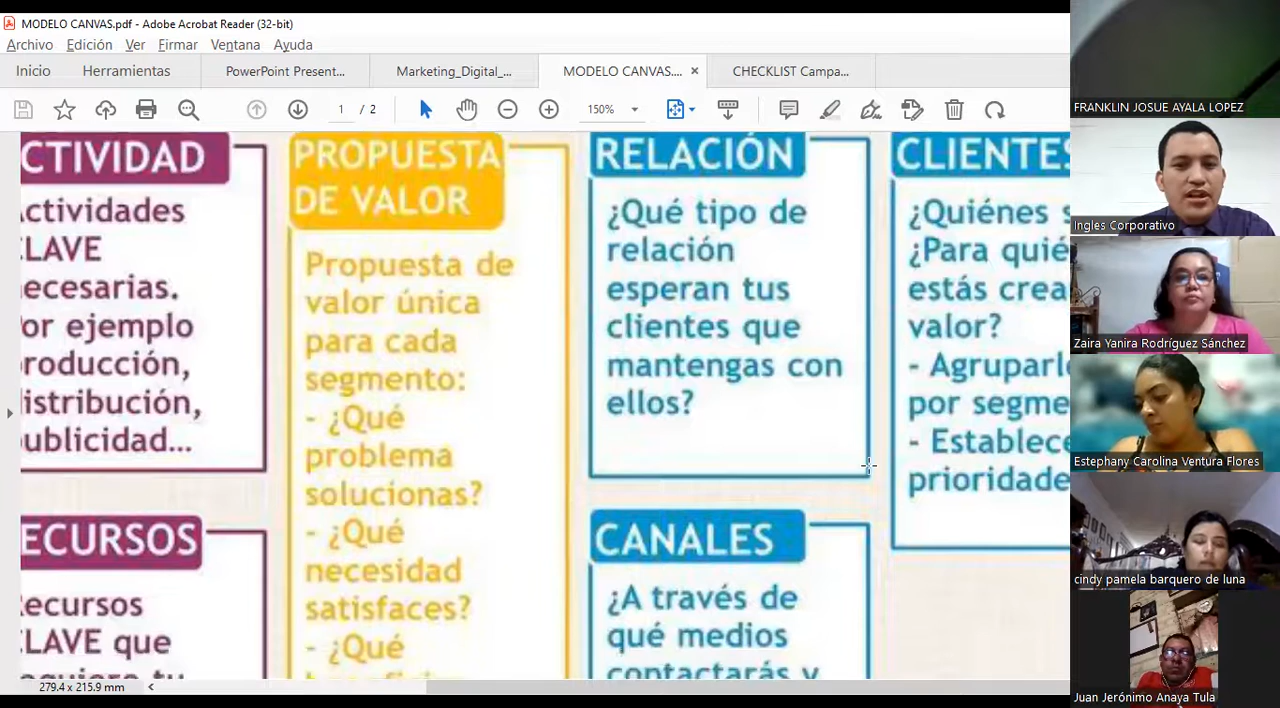 MODELO CANVAS.pdf - Adobe Acrobat Reader (32-bit)
Archivo Edición Ver Firmar Ventana Ayuda
Inicio Herramientas PowerPoint Present... Marketing_Digital_... MODELO CANVAS.... × CHECKLIST Campa...
1 / 2 150%
CTIVIDAD
ctividades
LAVE
ecesarias.
or ejemplo
roducción,
istribución,
ublicidad...
ECURSOS
ecursos
LAVE que
PROPUESTA
DE VALOR
Propuesta de
valor única
para cada
segmento:
- ¿Qué
problema
solucionas?
- ¿Qué
necesidad
satisfaces?
- ¿Qué
RELACIÓN
¿Qué tipo de
relación
esperan tus
clientes que
mantengas con
ellos?
CANALES
¿A través de
qué medios
contactarás y
CLIENTES
¿Quiénes s
¿Para quié
estás crea
valor?
- Agruparl
por segme
- Establece
prioridade
279.4 x 215.9 mm
FRANKLIN JOSUE AYALA LOPEZ
Ingles Corporativo
Zaira Yanira Rodríguez Sánchez
Estephany Carolina Ventura Flores
cindy pamela barquero de luna
Juan Jerónimo Anaya Tula